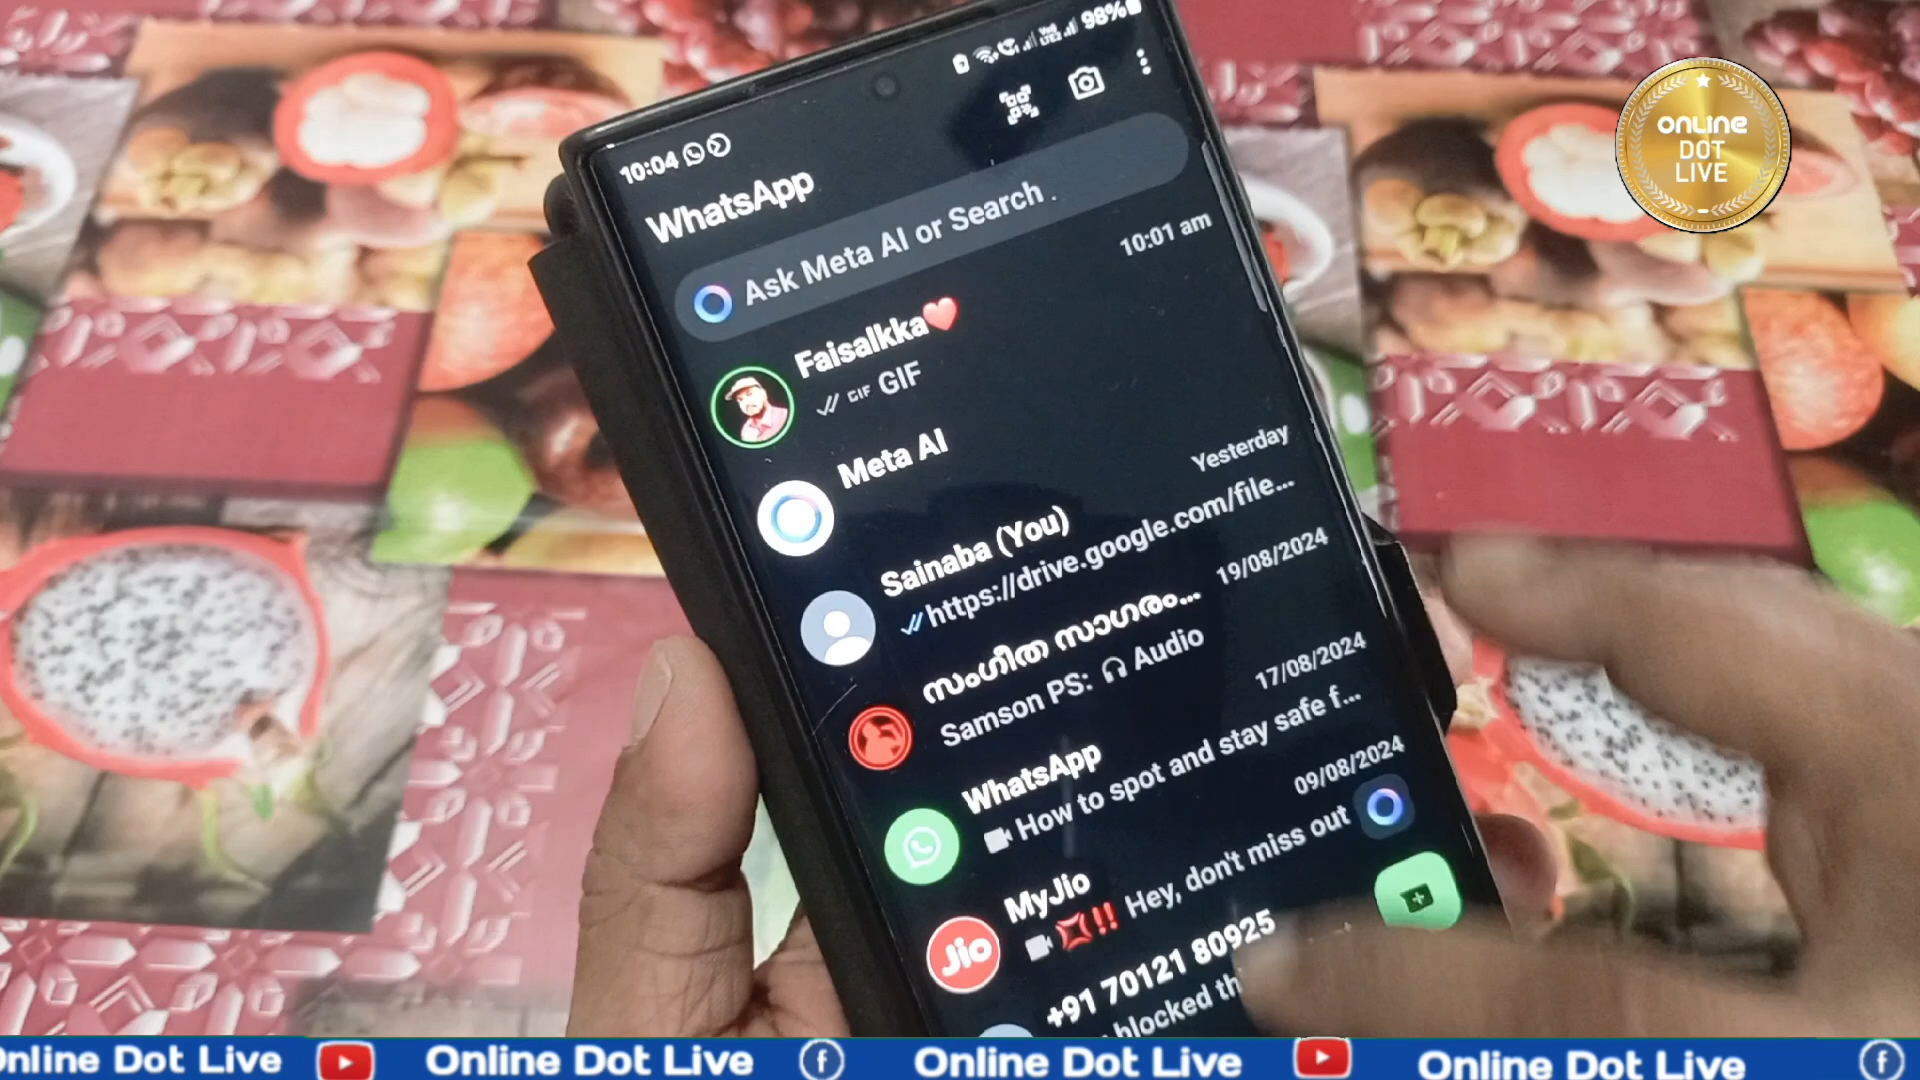 98%
10:04
WhatsApp
Ask Meta AI or Search
Faisalkka❤️
10:01 am
GIF GIF
Meta AI
Sainaba (You)
Yesterday
https://drive.google.com/file...
സംഗീത സാഗരം...
19/08/2024
Samson PS: Audio
WhatsApp
17/08/2024
How to spot and stay safe f...
MyJio
09/08/2024
Jio
💢‼️ Hey, don't miss out
+91 70121 80925
blocked th
ONLINE
DOT
LIVE
Online Dot Live
Online Dot Live
Online Dot Live
Online Dot Live